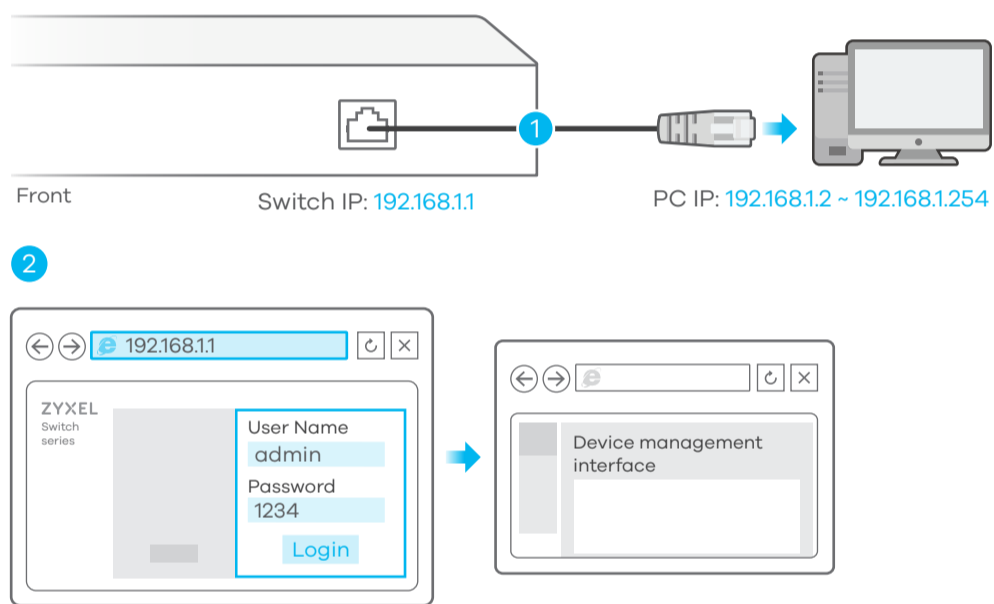 1
Front
Switch IP: 192.168.1.1
PC IP: 192.168.1.2 ~ 192.168.1.254
2
192.168.1.1
ZYXEL
Switch
series
User Name
admin
Password
1234
Login
Device management
interface